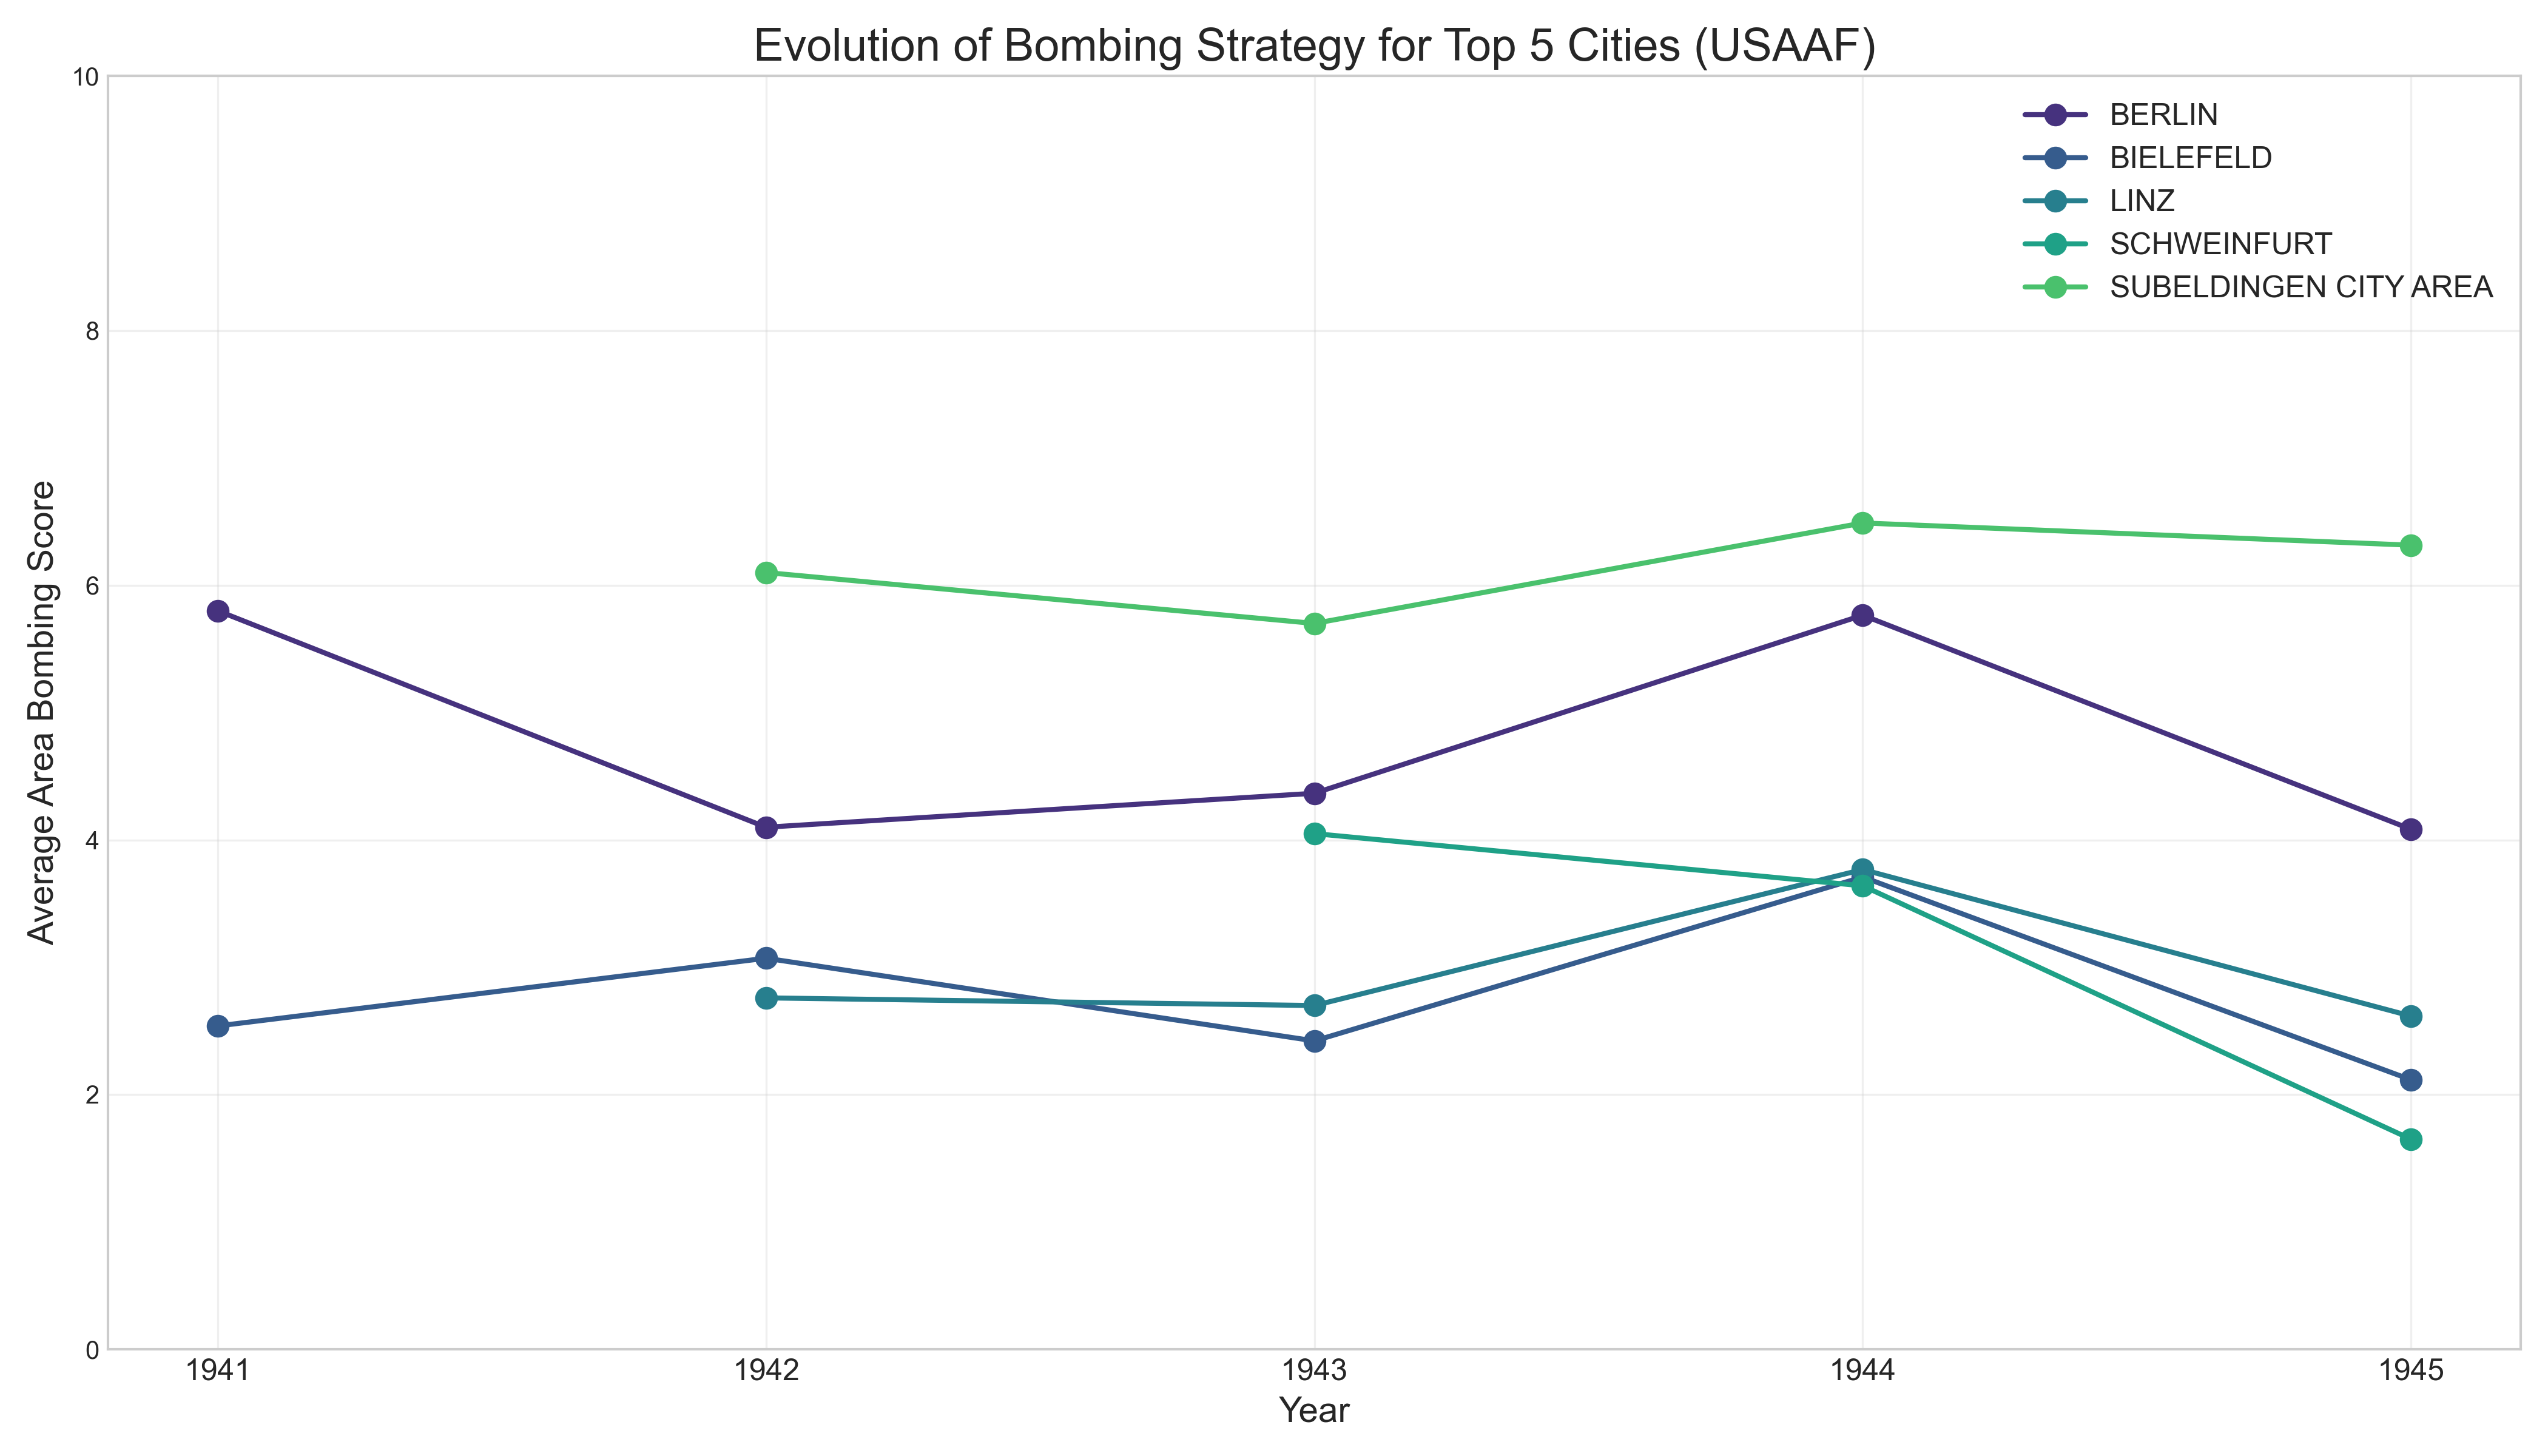 Evolution of Bombing Strategy for Top 5 Cities (USAAF)
BERLIN
BIELEFELD
LINZ
SCHWEINFURT
SUBELDINGEN CITY AREA
Average Area Bombing Score
10
8
6
4
2
0
1941 1942 1943 1944 1945
Year